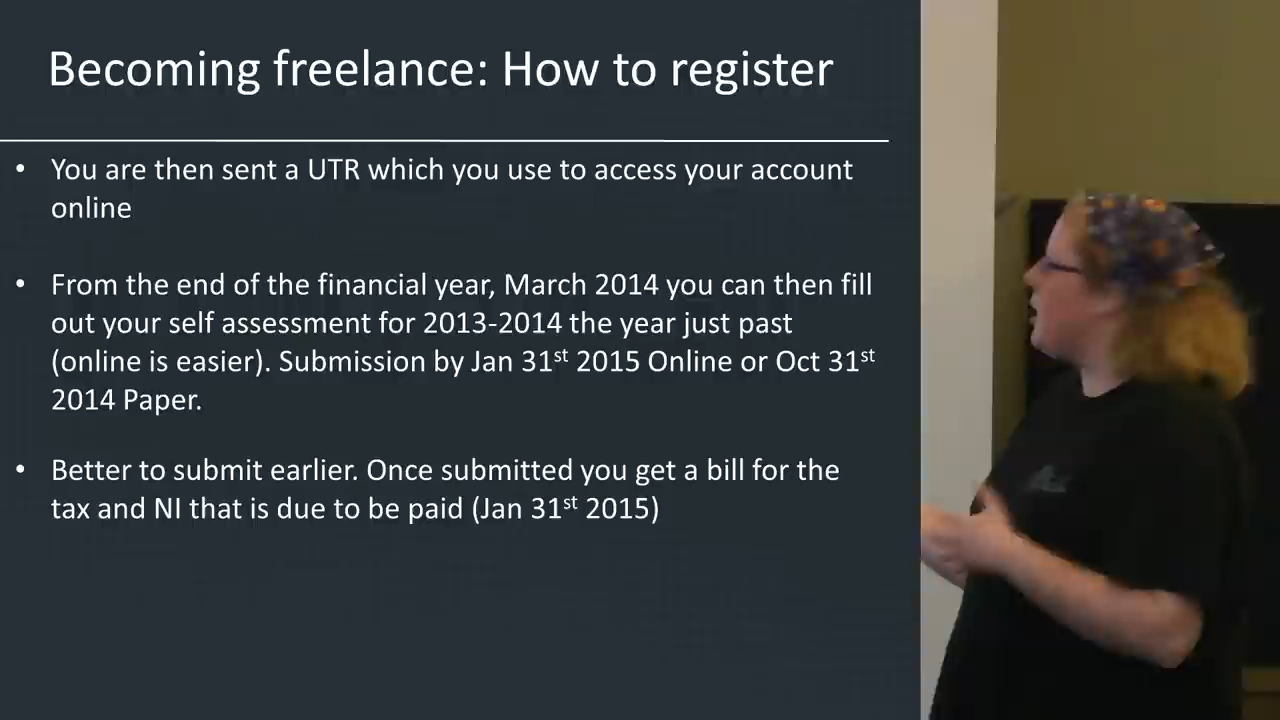 Becoming freelance: How to register
• You are then sent a UTR which you use to access your account
online
• From the end of the financial year, March 2014 you can then fill
out your self assessment for 2013-2014 the year just past
(online is easier). Submission by Jan 31st 2015 Online or Oct 31st
2014 Paper.
• Better to submit earlier. Once submitted you get a bill for the
tax and NI that is due to be paid (Jan 31st 2015)